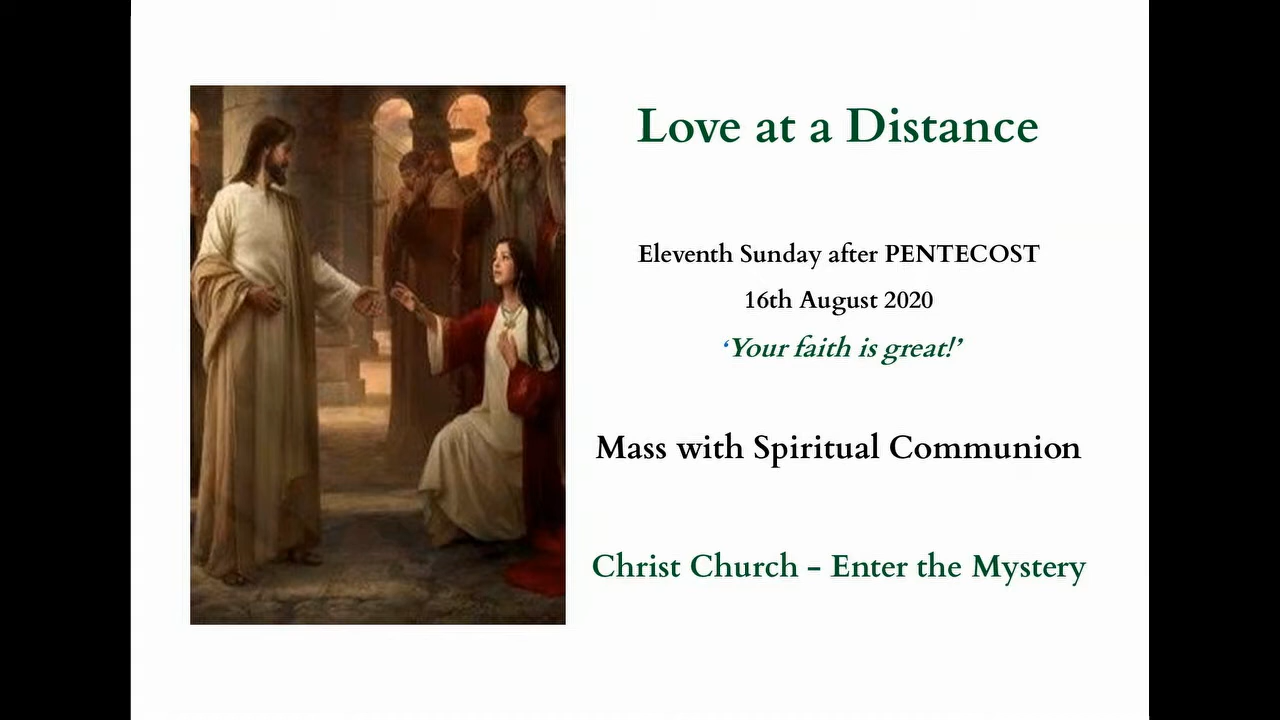 Love at a Distance
Eleventh Sunday after PENTECOST
16th August 2020
‘Your faith is great!’
Mass with Spiritual Communion
Christ Church - Enter the Mystery